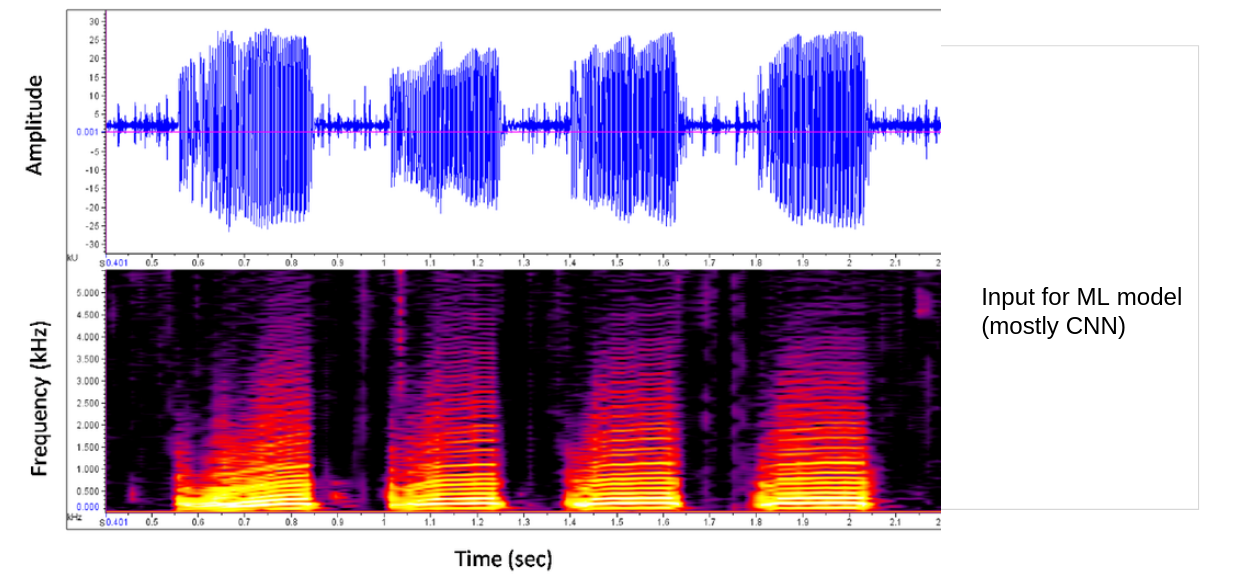 Amplitude
30
25
20
15
10
5
0.001
-5
-10
-15
-20
-25
-30
kU
S0.401 0.5 0.6 0.7 0.8 0.9 1 1.1 1.2 1.3 1.4 1.5 1.6 1.7 1.8 1.9 2 2.1 2.
Frequency (kHz)
5.000
4.500
4.000
3.500
3.000
2.500
2.000
1.500
1.000
0.500
0.000
kHz
S0.401 0.5 0.6 0.7 0.8 0.9 1 1.1 1.2 1.3 1.4 1.5 1.6 1.7 1.8 1.9 2 2.1 2.
Time (sec)
Input for ML model
(mostly CNN)